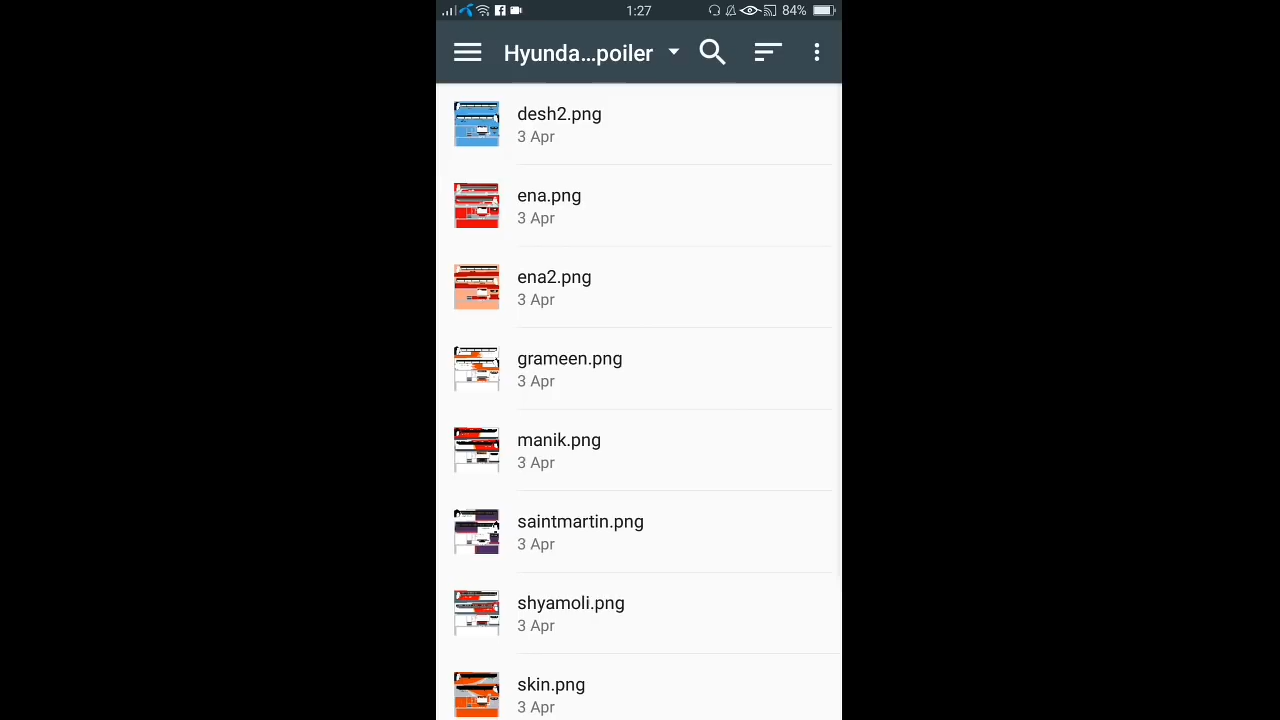 1:27
84%
Hyunda...poiler
desh2.png
3 Apr
ena.png
3 Apr
ena2.png
3 Apr
grameen.png
3 Apr
manik.png
3 Apr
saintmartin.png
3 Apr
shyamoli.png
3 Apr
skin.png
3 Apr